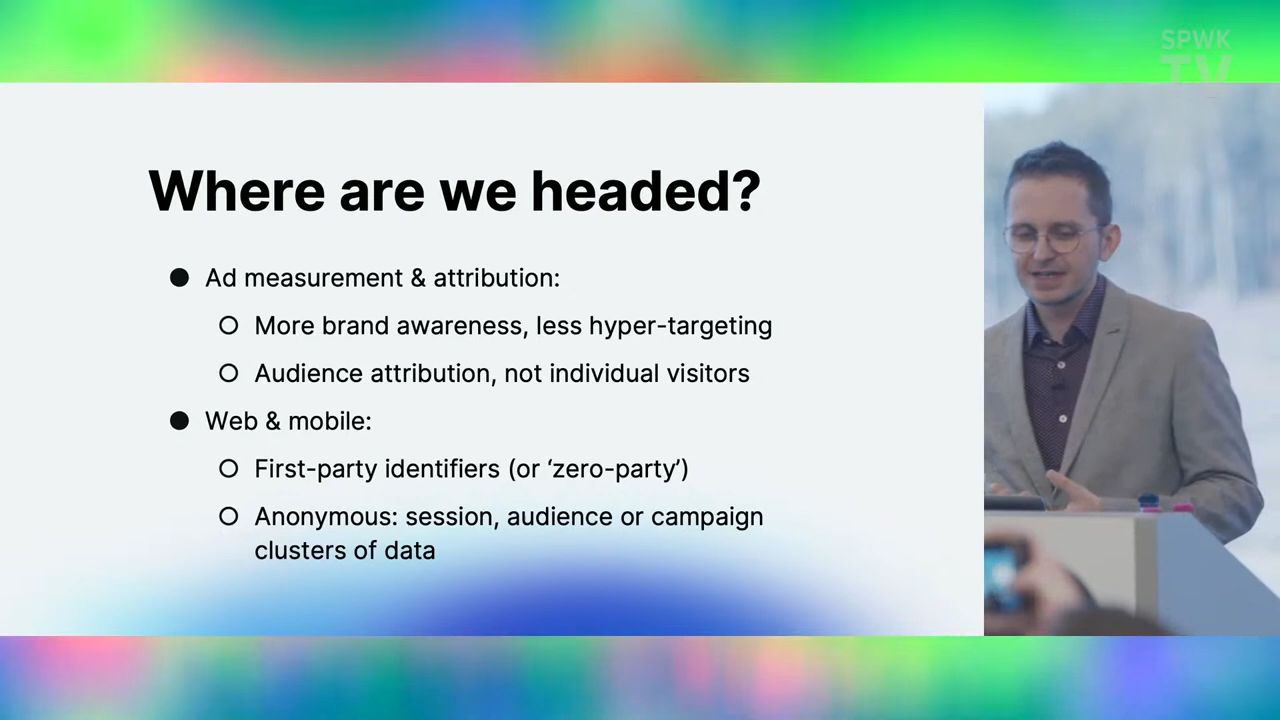 SPWK
TV
Where are we headed?
● Ad measurement & attribution:
○ More brand awareness, less hyper-targeting
○ Audience attribution, not individual visitors
● Web & mobile:
○ First-party identifiers (or ‘zero-party’)
○ Anonymous: session, audience or campaign
clusters of data